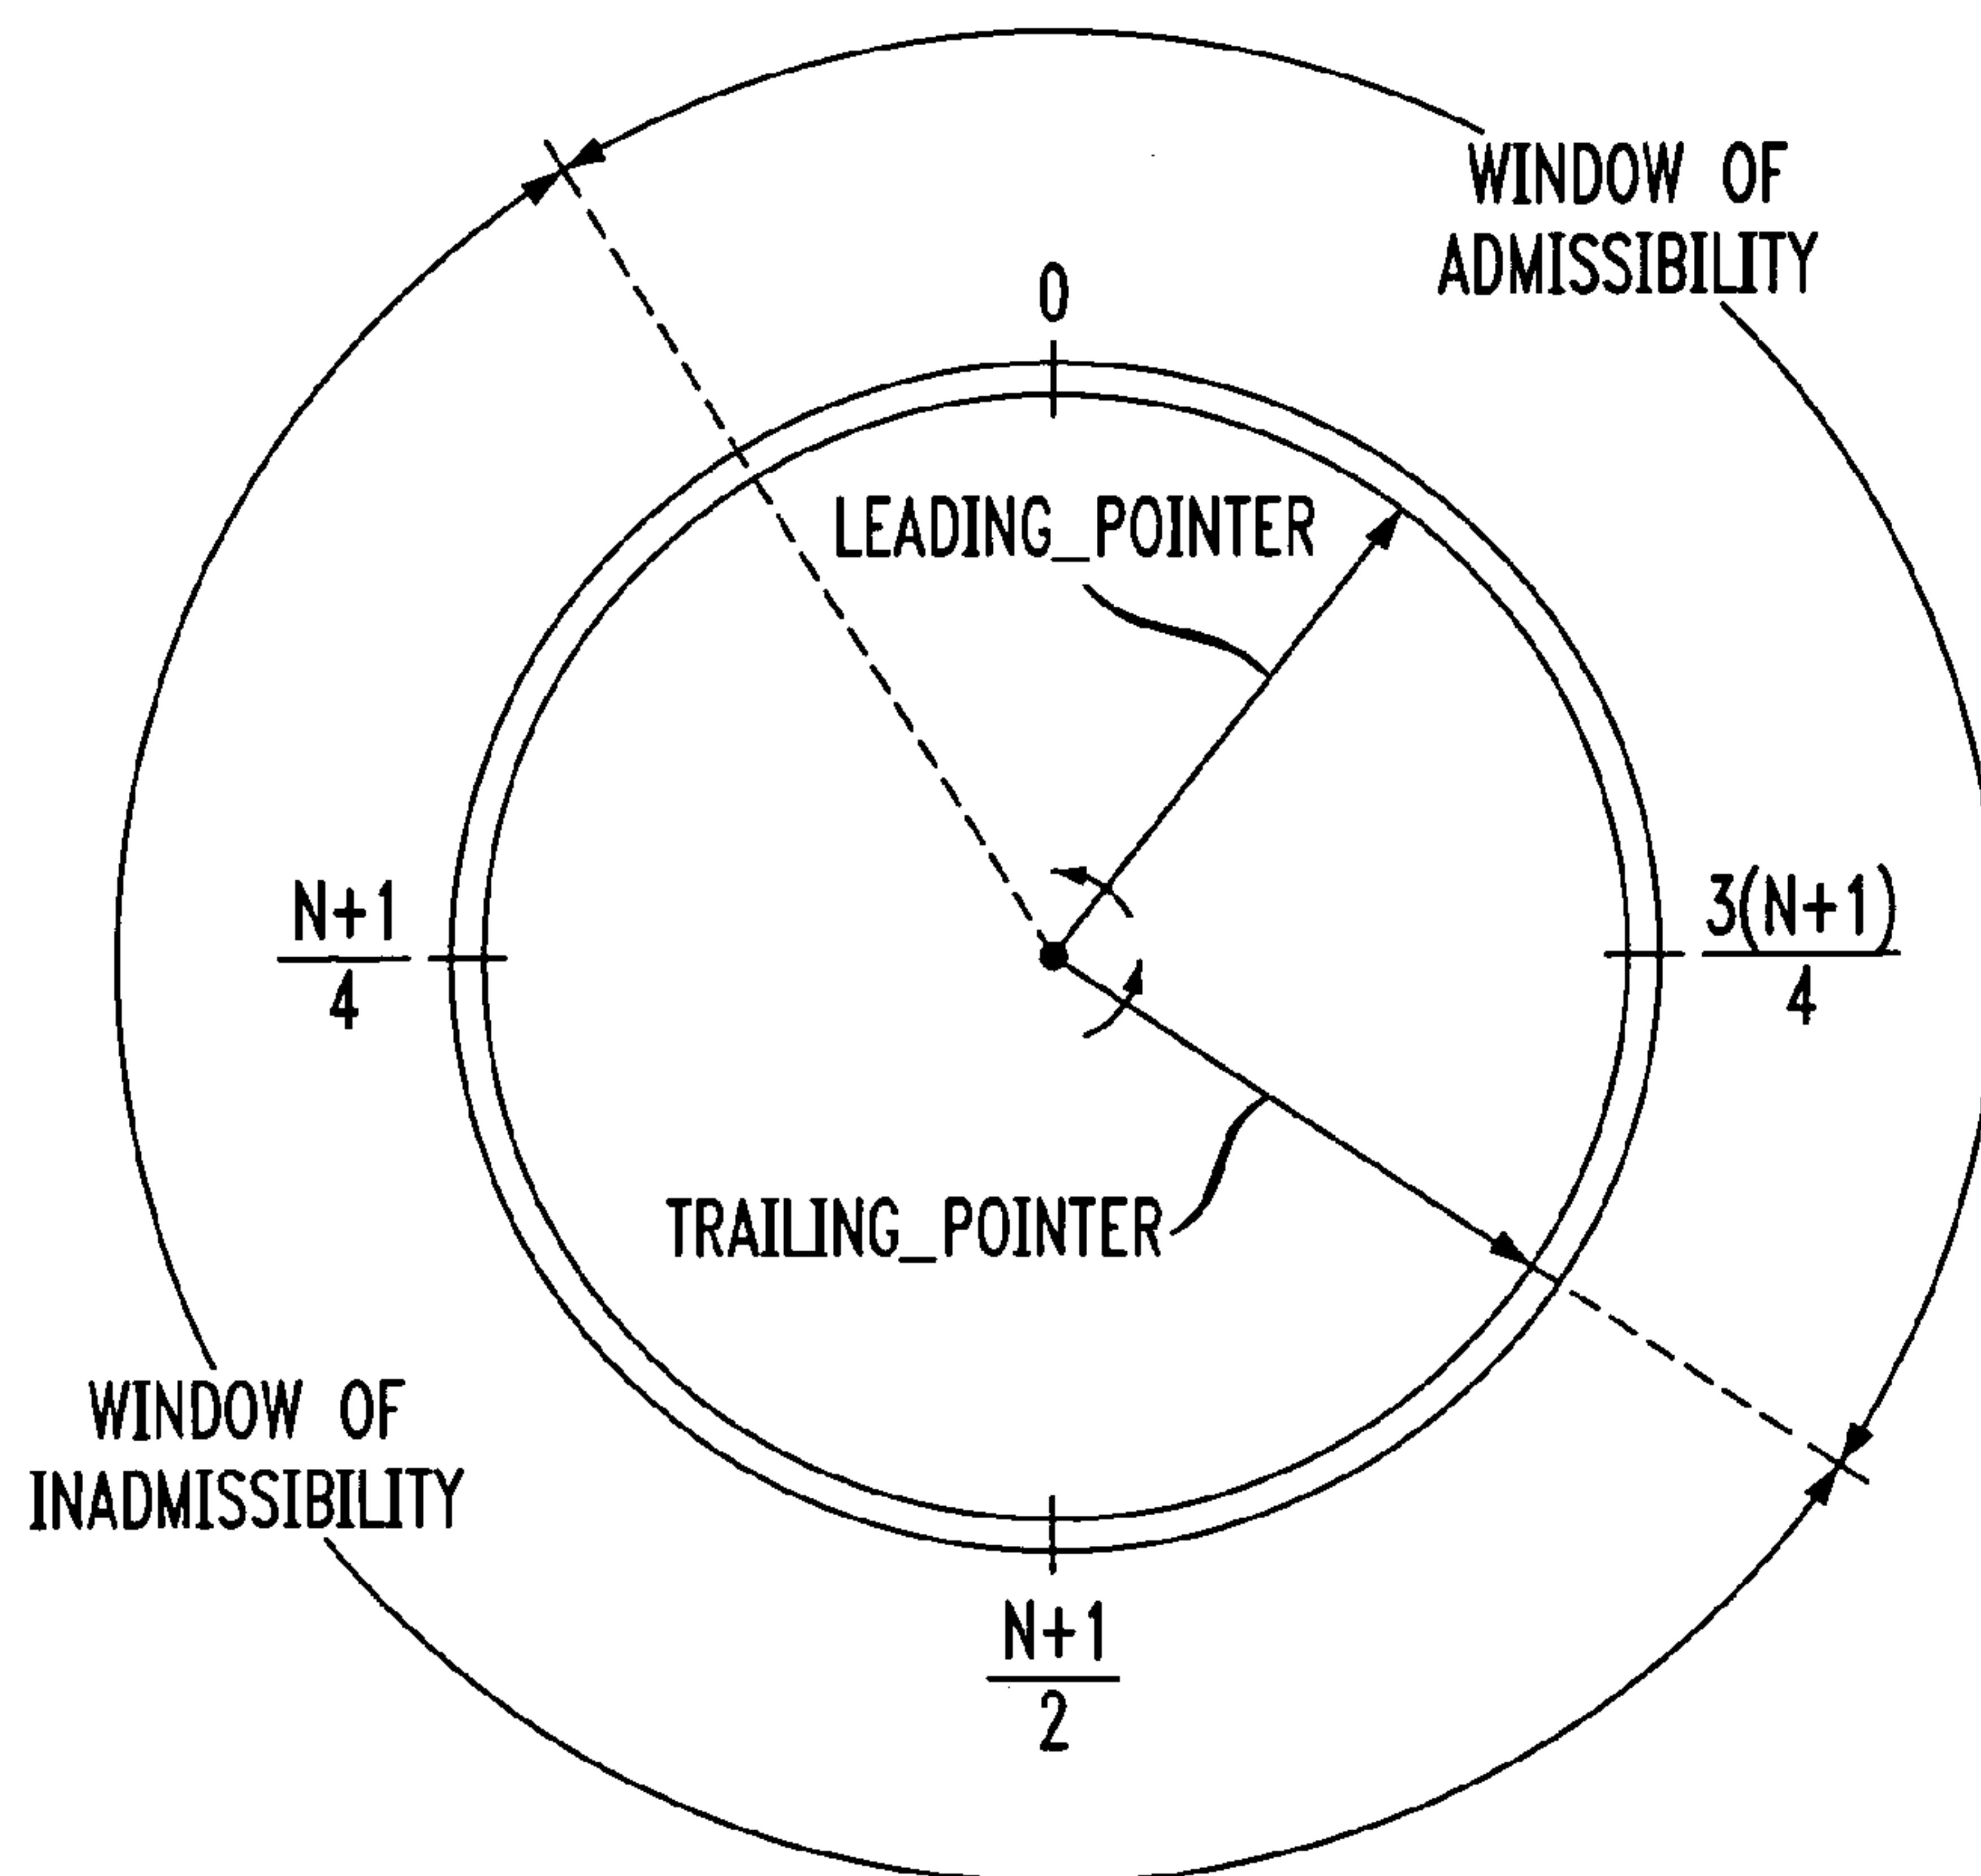 WINDOW OF
ADMISSIBILITY
0
LEADING_POINTER
N+1
4
3(N+1)
4
TRAILING_POINTER
WINDOW OF
INADMISSIBILITY
N+1
2